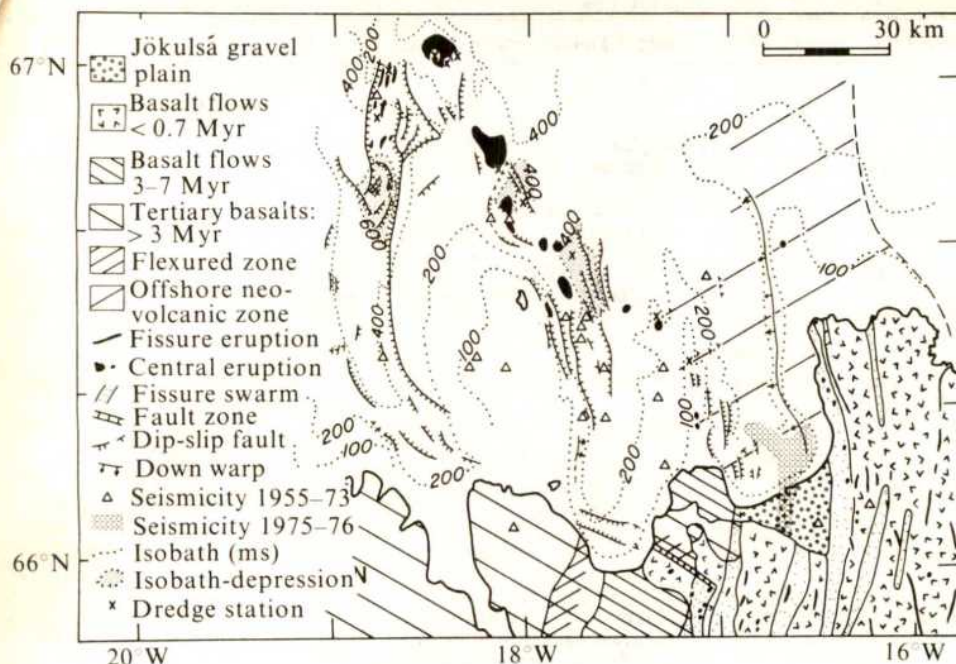 67°N
66°N
Jökulsá gravel
plain
Basalt flows
< 0.7 Myr
Basalt flows
3–7 Myr
Tertiary basalts:
> 3 Myr
Flexured zone
Offshore neo-
volcanic zone
Fissure eruption
Central eruption
Fissure swarm
Fault zone
Dip-slip fault
Down warp
Seismicity 1955–73
Seismicity 1975–76
Isobath (ms)
Isobath-depression
Dredge station
0 30 km
200
400
400
200
400
600
200
400
400
100
200
100
200
100
200
200
100
200
N
20°W
18°W
16°W